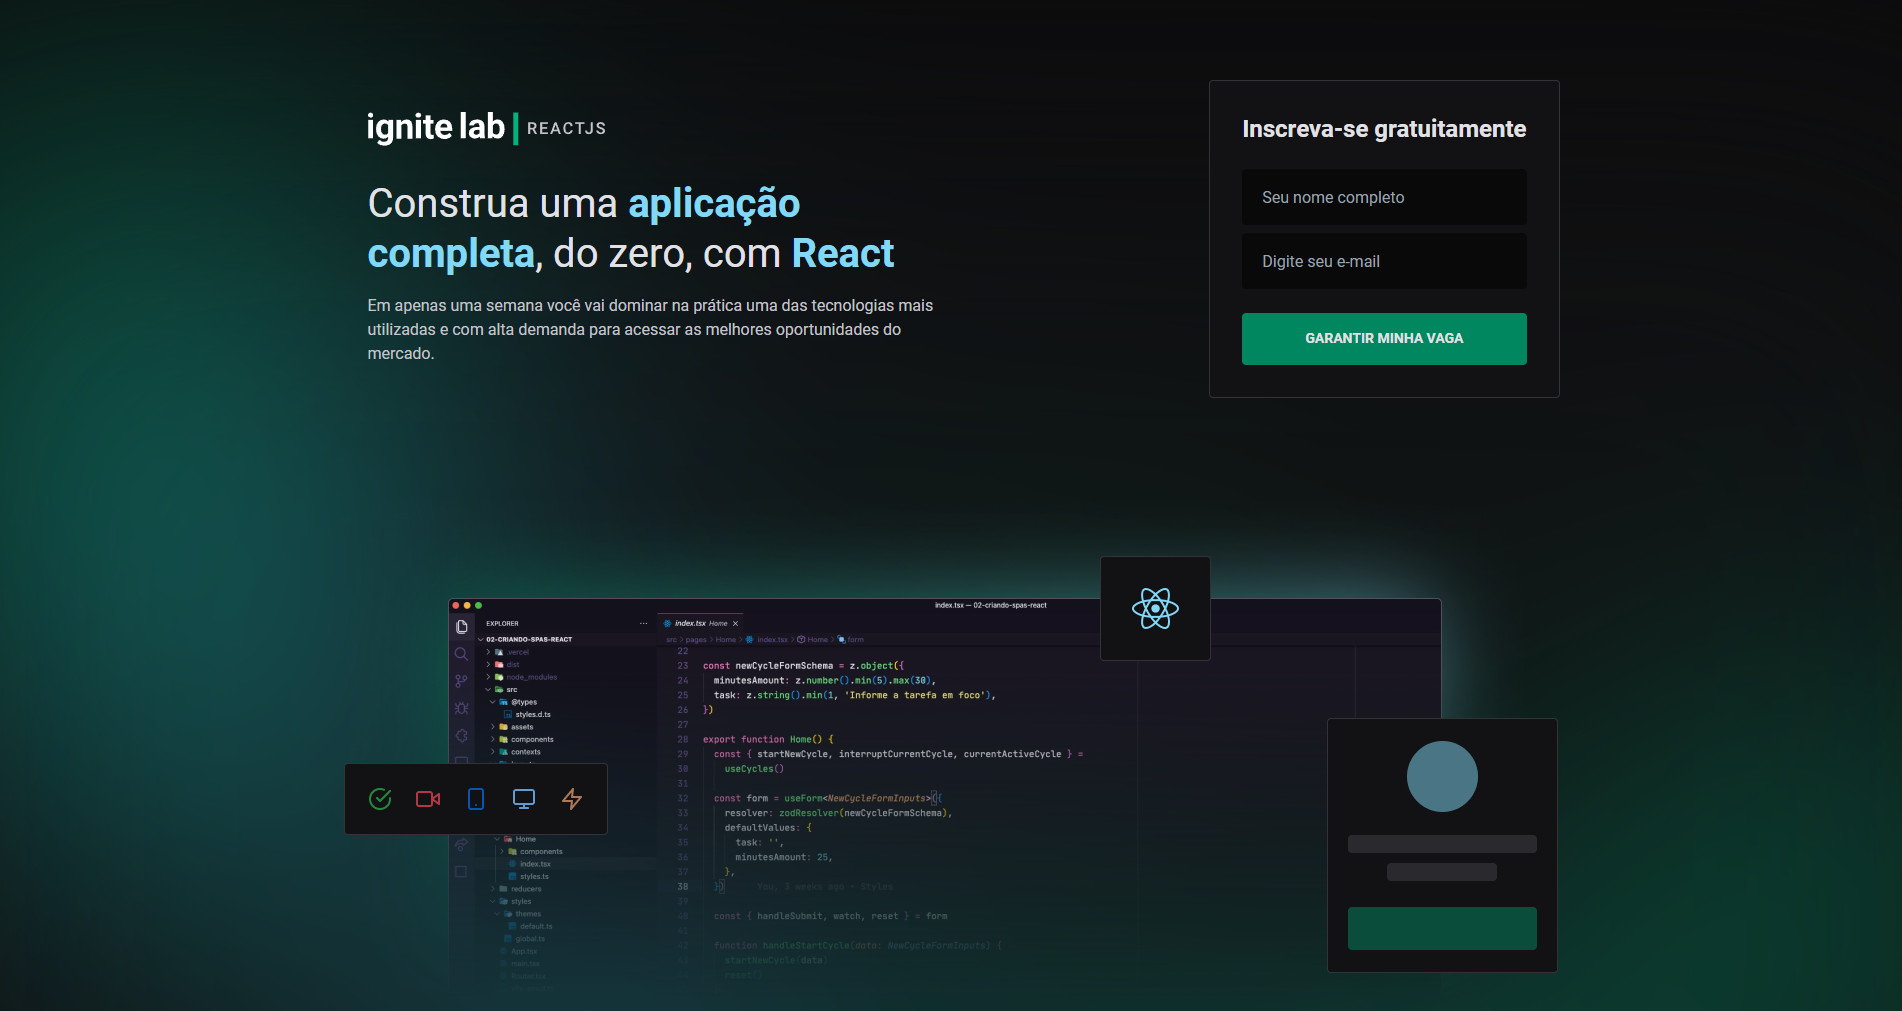 ignite lab | REACTJS
Construa uma aplicação
completa, do zero, com React
Em apenas uma semana você vai dominar na prática uma das tecnologias mais
utilizadas e com alta demanda para acessar as melhores oportunidades do
mercado.
Inscreva-se gratuitamente
Seu nome completo
Digite seu e-mail
GARANTIR MINHA VAGA
index.tsx — 02-criando-spas-react
EXPLORER
02-CRIANDO-SPAS-REACT
.vercel
dist
node_modules
src
@types
styles.d.ts
assets
components
contexts
Home
components
index.tsx
styles.ts
reducers
styles
themes
default.ts
global.ts
App.tsx
main.tsx
Router.tsx
index.tsx Home
src > pages > Home > index.tsx > Home > form
22
23 const newCycleFormSchema = z.object({
24 minutesAmount: z.number().min(5).max(30),
25 task: z.string().min(1, 'Informe a tarefa em foco'),
26 })
27
28 export function Home() {
29 const { startNewCycle, interruptCurrentCycle, currentActiveCycle } =
30 useCycles()
31
32 const form = useForm<NewCycleFormInputs>({
33 resolver: zodResolver(newCycleFormSchema),
34 defaultValues: {
35 task: '',
36 minutesAmount: 25,
37 },
38 }) You, 3 weeks ago • Styles
39
40 const { handleSubmit, watch, reset } = form
41
42 function handleStartCycle(data: NewCycleFormInputs) {
43 startNewCycle(data)
reset()